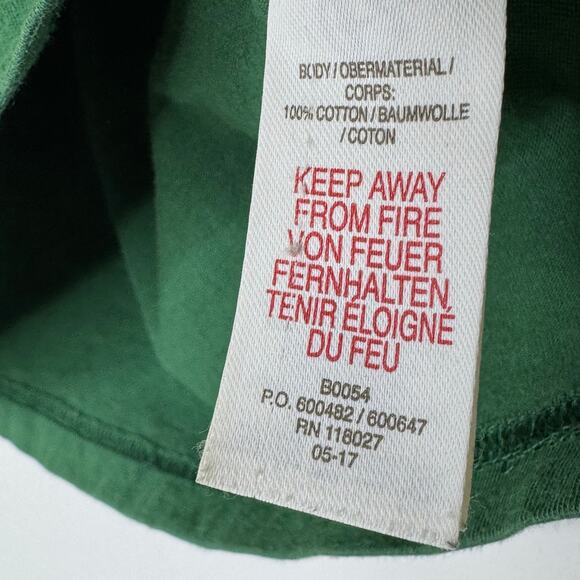 BODY / OBERMATERIAL /
CORPS:
100% COTTON / BAUMWOLLE
/ COTON
KEEP AWAY
FROM FIRE
VON FEUER
FERNHALTEN
TENIR ÉLOIGNÉ
DU FEU
B0054
P.O. 600482 / 600647
RN 118027
05-17